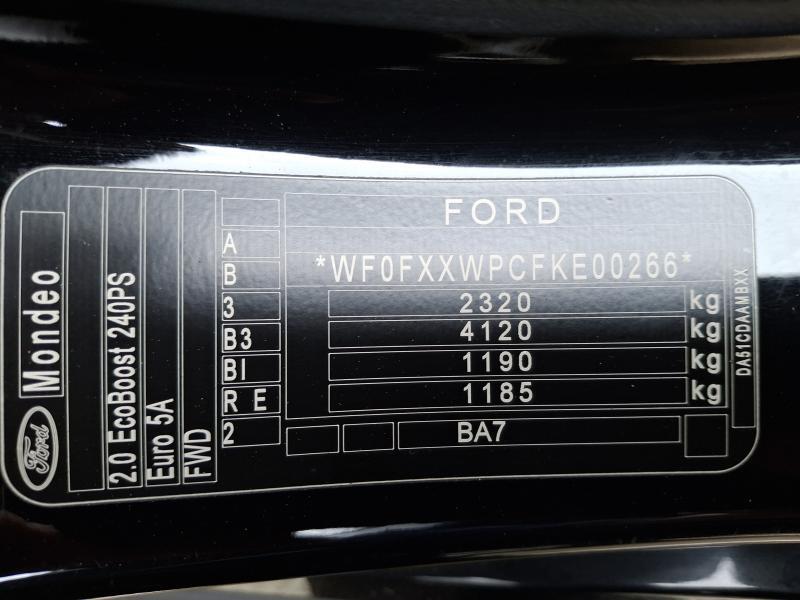 Ford
Mondeo
2.0 EcoBoost 240PS
Euro 5A
FWD
A
B
3
B3
BI
R E
2
FORD
*WF0FXXWPCFKE00266*
2320 kg
4120 kg
1190 kg
1185 kg
BA7
DA51CDAAMBXX